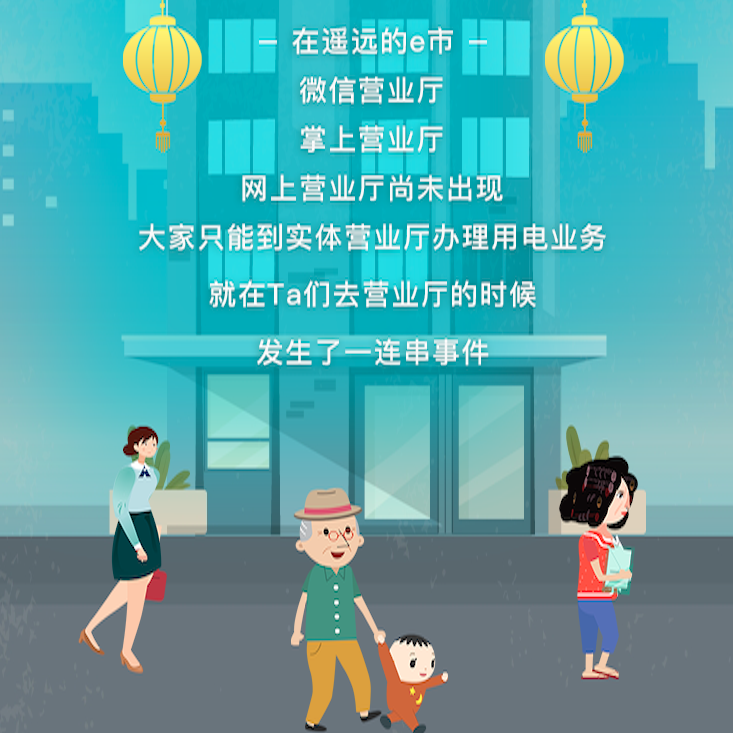 — 在遥远的e市 —
微信营业厅
掌上营业厅
网上营业厅尚未出现
大家只能到实体营业厅办理用电业务
就在Ta们去营业厅的时候
发生了一连串事件